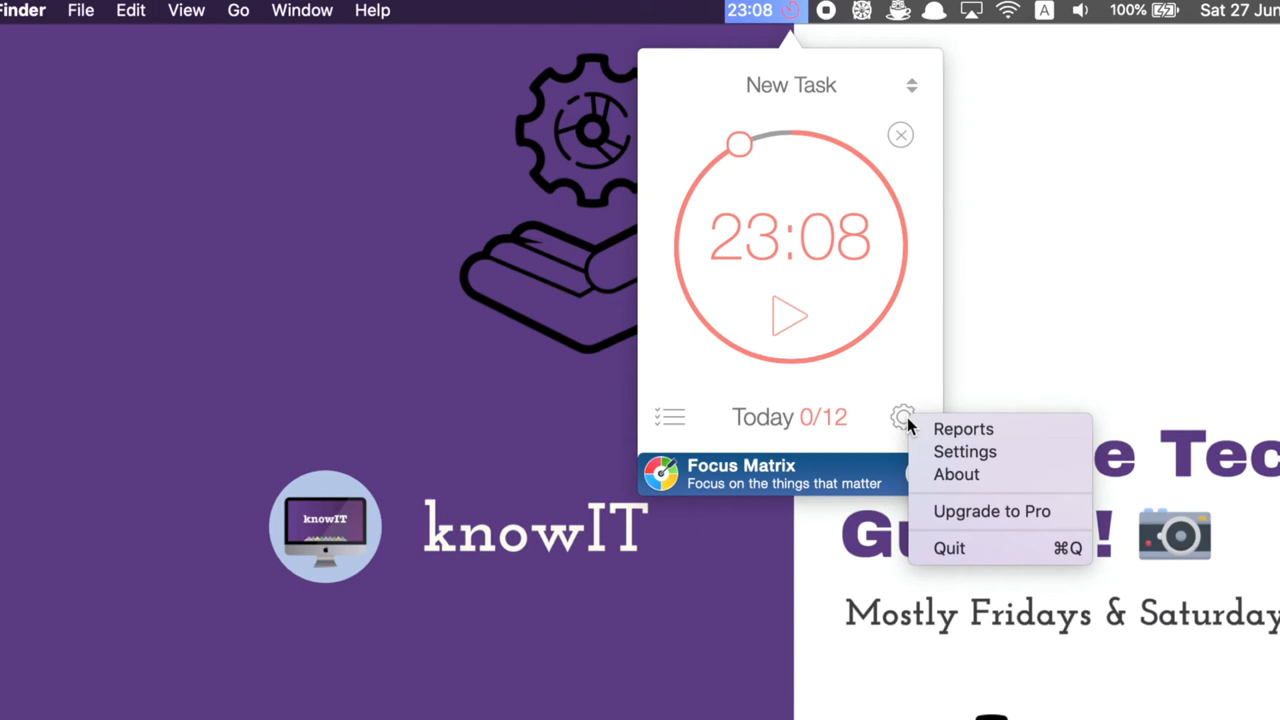 Finder File Edit View Go Window Help 23:08 A 100% Sat 27 Jun
New Task
23:08
Today 0/12
Reports
Settings
About
Upgrade to Pro
Quit ⌘Q
Focus Matrix
Focus on the things that matter
knowIT
knowIT
Mostly Fridays & Saturday